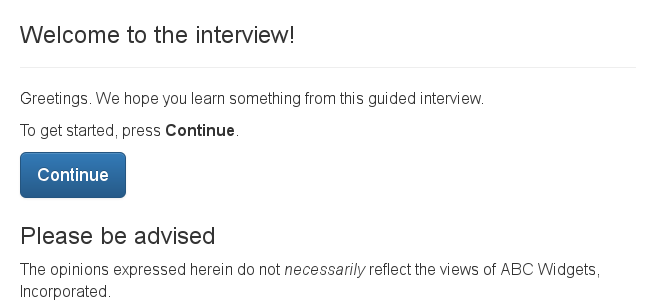 Welcome to the interview!
Greetings. We hope you learn something from this guided interview.
To get started, press Continue.
Continue
Please be advised
The opinions expressed herein do not necessarily reflect the views of ABC Widgets,
Incorporated.